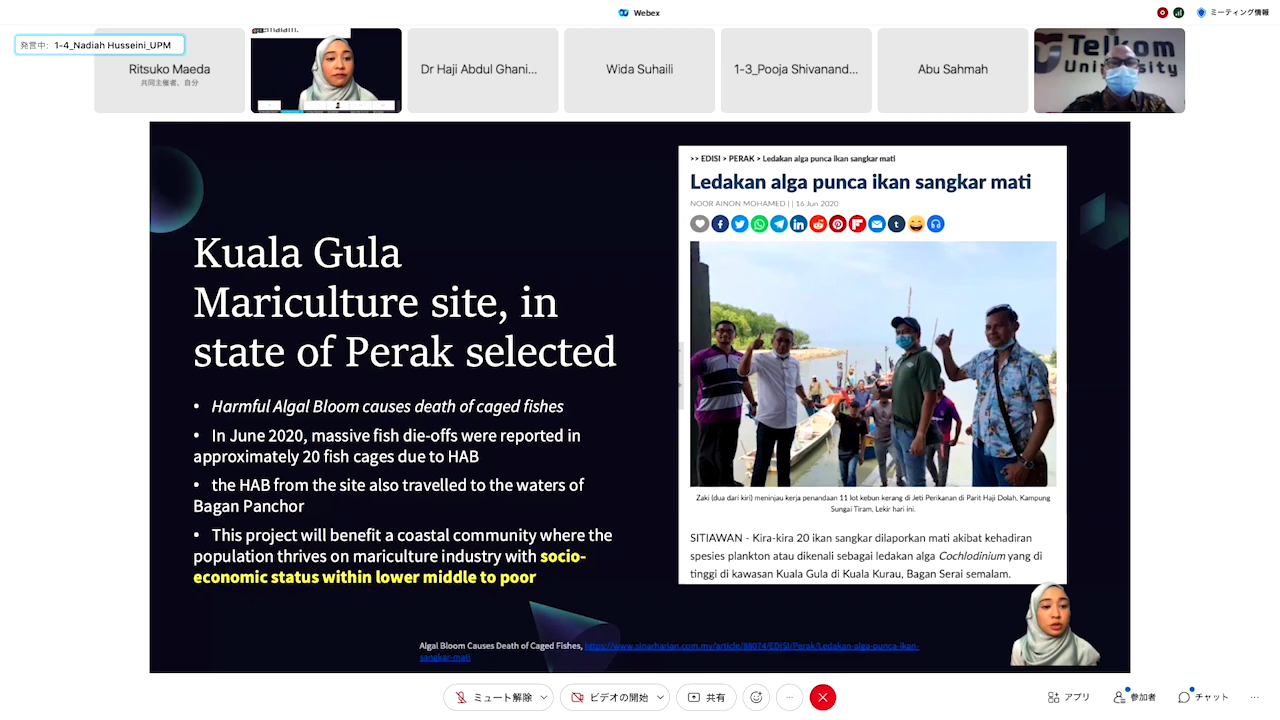 Webex
ミーティング情報
発言中: 1-4_Nadiah Husseini_UPM
Ritsuko Maeda
共同主催者、自分
Dr Haji Abdul Ghani...
Wida Suhaili
1-3_Pooja Shivanand...
Abu Sahmah
Telkom
University
Kuala Gula
Mariculture site, in
state of Perak selected
• Harmful Algal Bloom causes death of caged fishes
• In June 2020, massive fish die-offs were reported in
approximately 20 fish cages due to HAB
• the HAB from the site also travelled to the waters of
Bagan Panchor
• This project will benefit a coastal community where the
population thrives on mariculture industry with socio-
economic status within lower middle to poor
>> EDISI > PERAK > Ledakan alga punca ikan sangkar mati
Ledakan alga punca ikan sangkar mati
NOOR AINON MOHAMED | | 16 Jun 2020
Zaki (dua dari kiri) meninjau kerja penandaan 11 lot kebun kerang di Jeti Perikanan di Parit Haji Dolah, Kampung
Sungai Tiram, Lekir hari ini.
SITIAWAN - Kira-kira 20 ikan sangkar dilaporkan mati akibat kehadiran
spesies plankton atau dikenali sebagai ledakan alga Cochlodinium yang di
tinggi di kawasan Kuala Gula di Kuala Kurau, Bagan Serai semalam.
Algal Bloom Causes Death of Caged Fishes, https://www.sinarharian.com.my/article/88074/EDISI/Perak/Ledakan-alga-punca-ikan-
sangkar-mati
ミュート解除
ビデオの開始
共有
アプリ
参加者
チャット